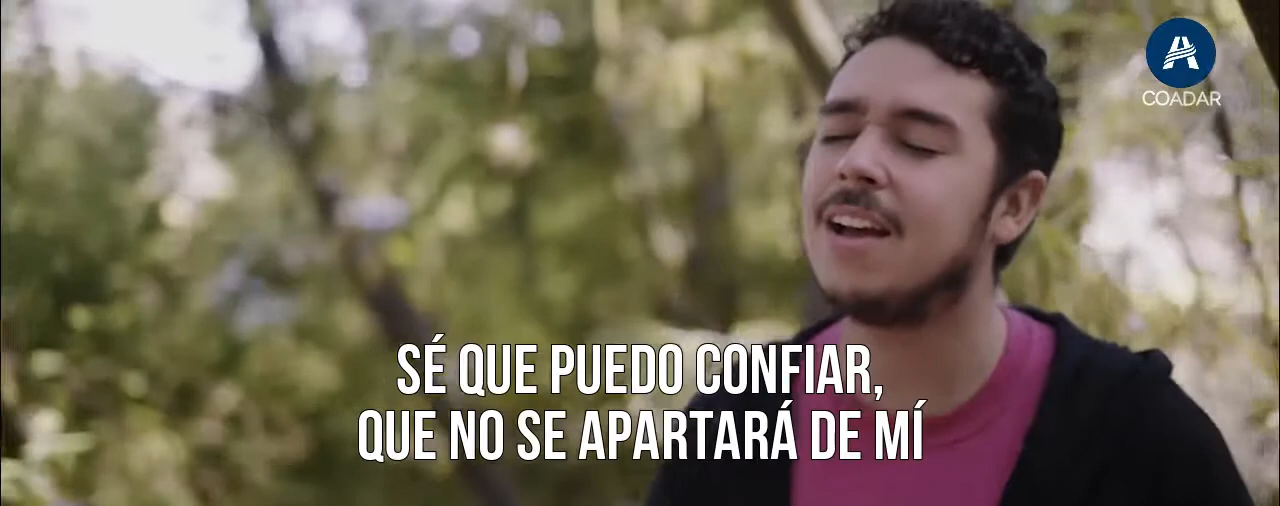 COADAR
SÉ QUE PUEDO CONFIAR,
QUE NO SE APARTARÁ DE MÍ